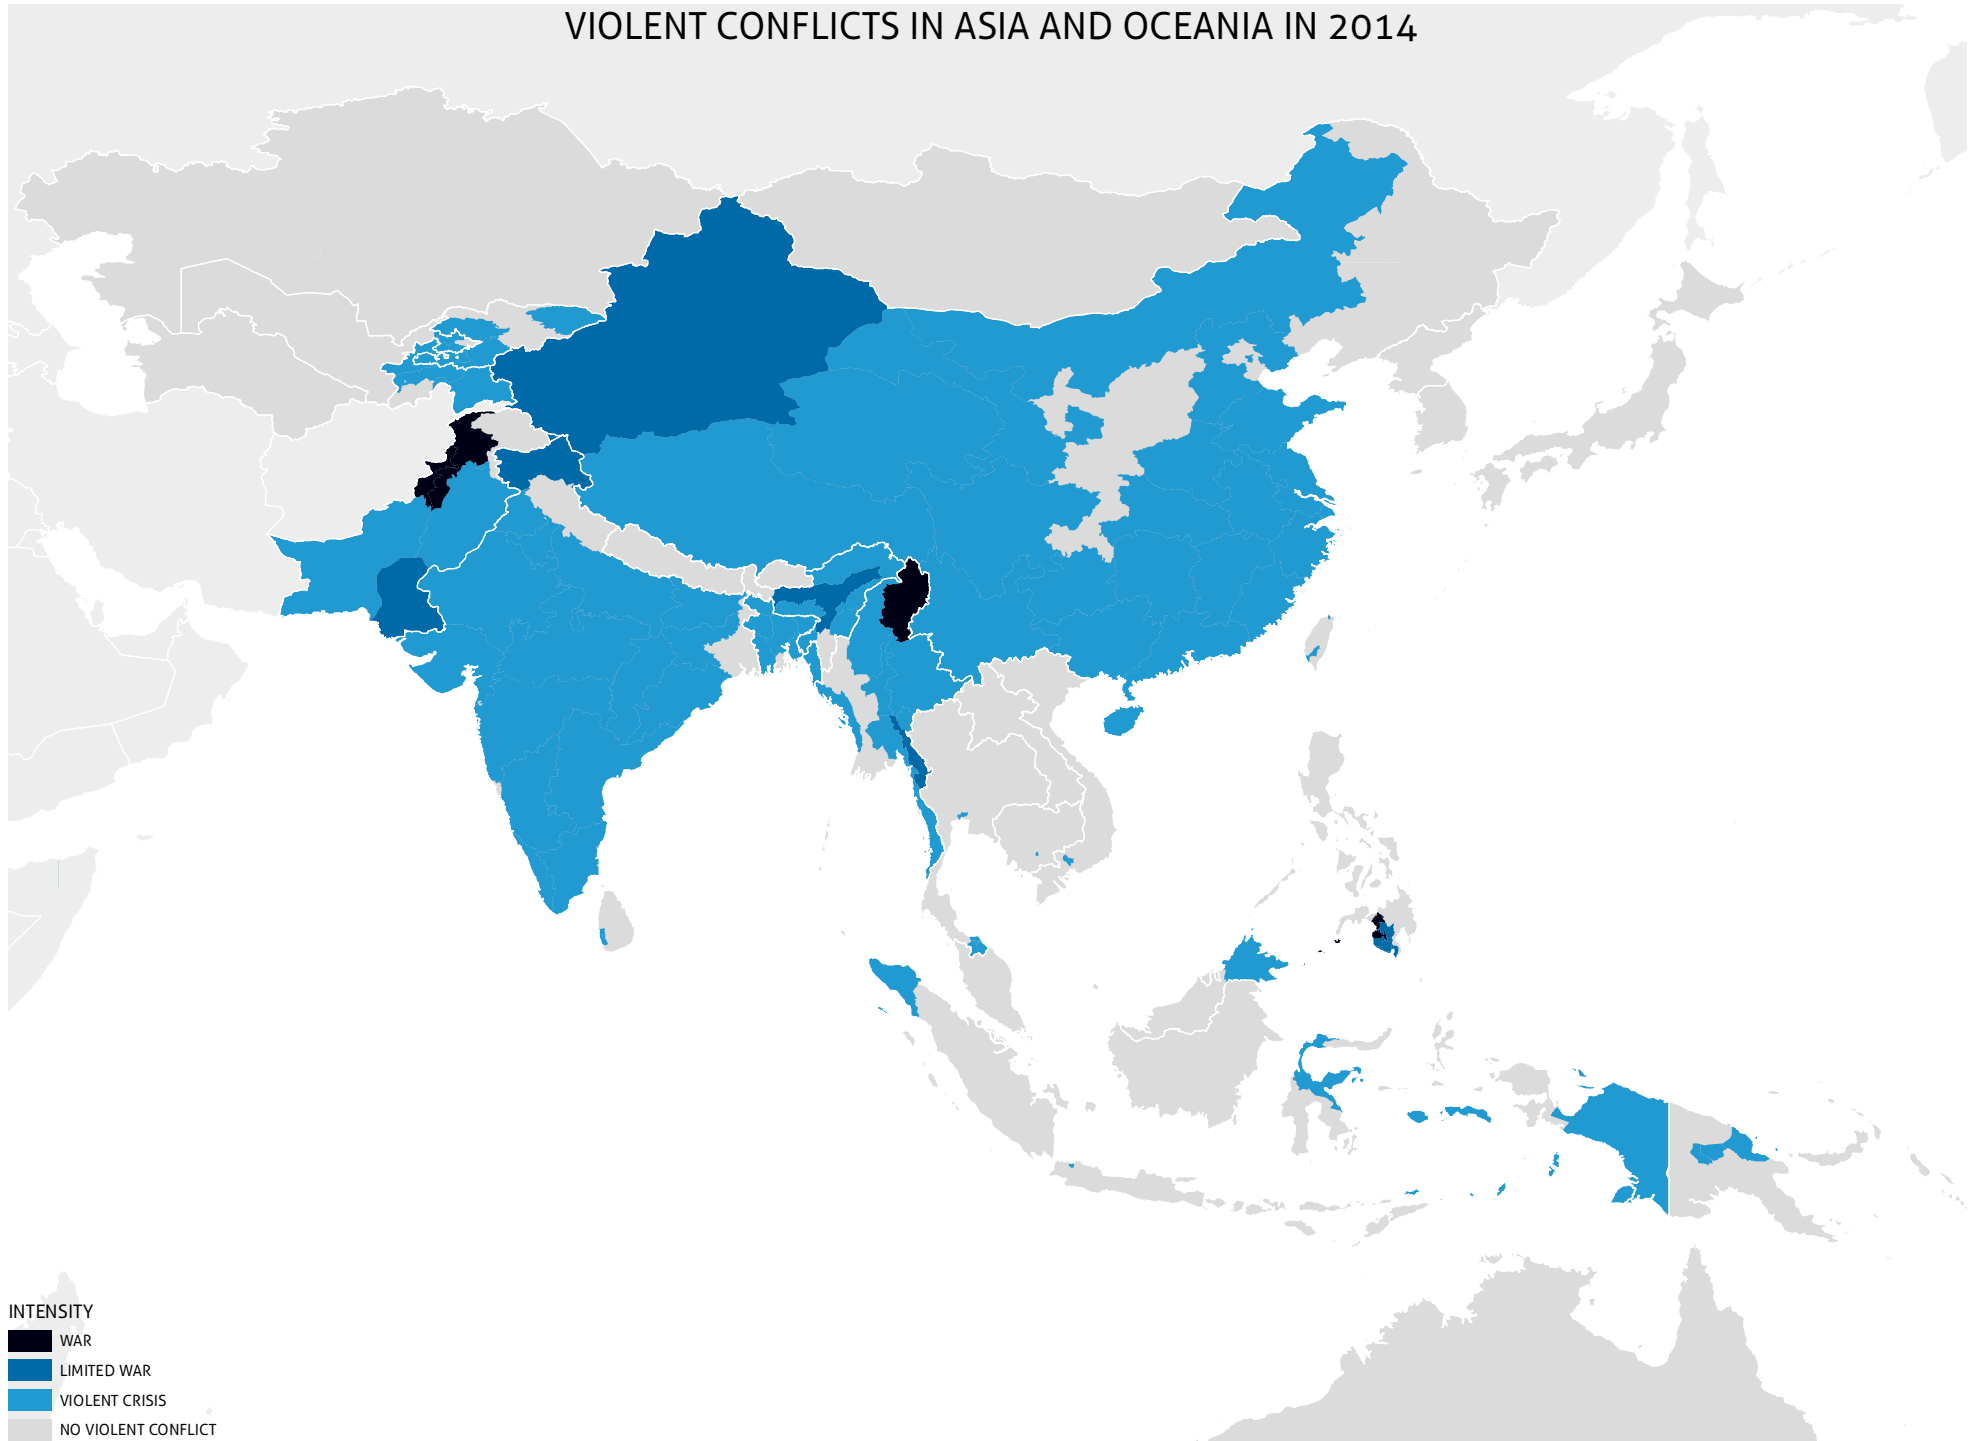 VIOLENT CONFLICTS IN ASIA AND OCEANIA IN 2014
INTENSITY
WAR
LIMITED WAR
VIOLENT CRISIS
NO VIOLENT CONFLICT